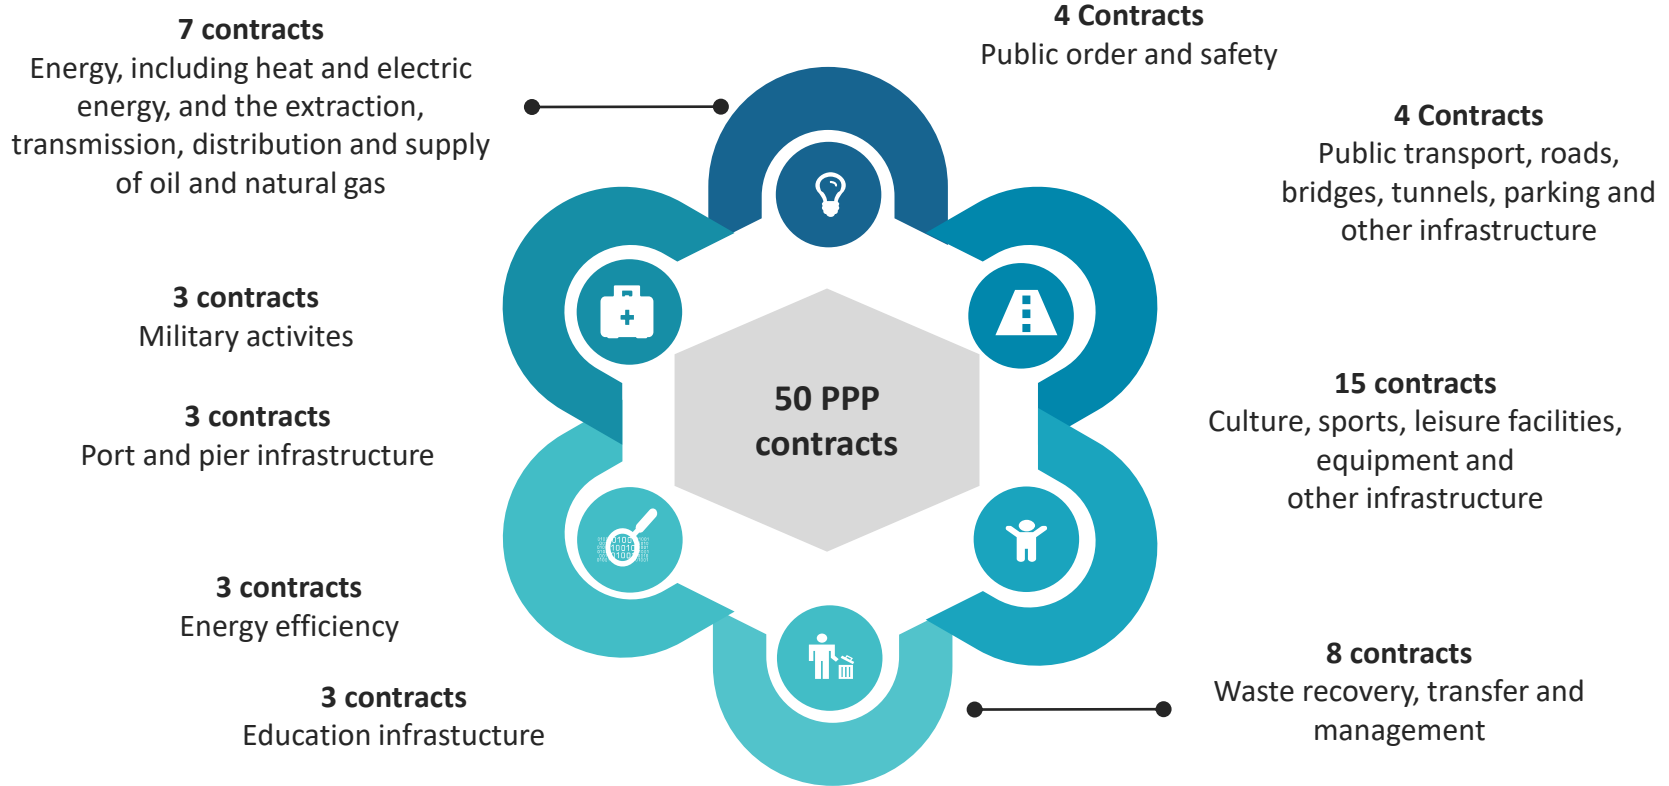 7 contracts
Energy, including heat and electric
energy, and the extraction,
transmission, distribution and supply
of oil and natural gas
3 contracts
Military activites
3 contracts
Port and pier infrastructure
3 contracts
Energy efficiency
3 contracts
Education infrastucture
50 PPP
contracts
4 Contracts
Public order and safety
4 Contracts
Public transport, roads,
bridges, tunnels, parking and
other infrastructure
15 contracts
Culture, sports, leisure facilities,
equipment and
other infrastructure
8 contracts
Waste recovery, transfer and
management